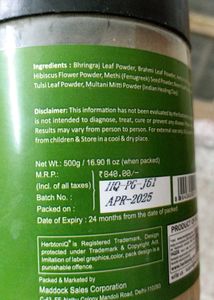 Ingredients : Bhringraj Leaf Powder, Brahmi Leaf Powder,
Hibiscus Flower Powder, Methi (Fenugreek) Seed Powder,
Tulsi Leaf Powder, Multani Mitti Powder (Indian Healing
Disclaimer: This information has not been evaluated by
not intended to diagnose, treat, cure or prevent any disease
Results may vary from person to person. For external use only
from children & Store in a cool & dry place.
Net Wt.: 500g / 16.90 fl oz (when packed)
M.R.P.: ₹840.00/-
(Incl. of all taxes)
Batch No. : HQ-PG-J61
Packed on : APR-2025
Date of Expiry : 24 months from the date of packing
HerbtoniQ® is Registered Trademark, Design
protected under Trademark & Copyright Act.
Imitation of label design, colour, pack is a legal
punishable offence.
Packed & Marketed by
Maddock Sales Corporation